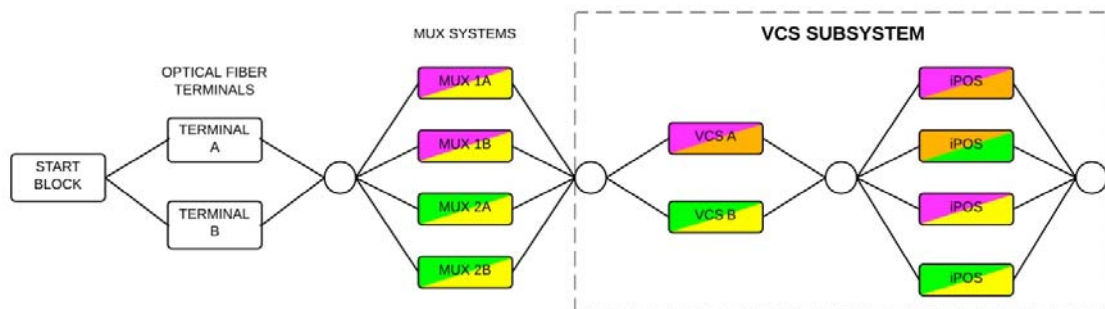 MUX SYSTEMS
VCS SUBSYSTEM
OPTICAL FIBER
TERMINALS
START
BLOCK
TERMINAL
A
TERMINAL
B
MUX 1A
MUX 1B
MUX 2A
MUX 2B
VCS A
VCS B
iPOS
iPOS
iPOS
iPOS